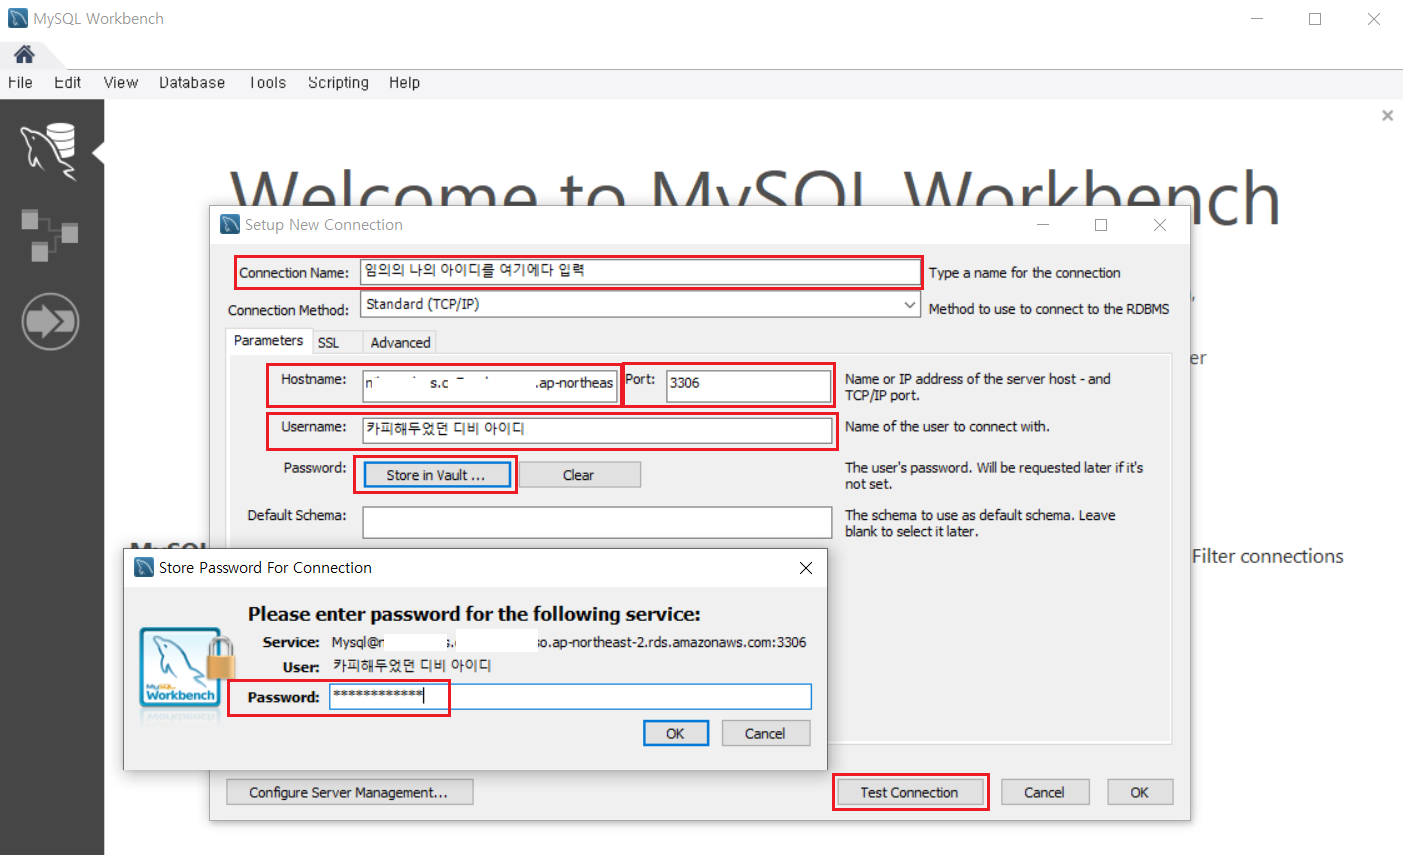 MySQL Workbench
File Edit View Database Tools Scripting Help
Welcome to MySQL Workbench
Setup New Connection
Connection Name: 임의의 나의 아이디를 여기에다 입력 Type a name for the connection
Connection Method: Standard (TCP/IP) Method to use to connect to the RDBMS
Parameters SSL Advanced
Hostname: .ap-northeas Port: 3306 Name or IP address of the server host - and
TCP/IP port.
Username: 카피해두었던 디비 아이디 Name of the user to connect with.
Password: Store in Vault ... Clear The user's password. Will be requested later if it's
not set.
Default Schema: The schema to use as default schema. Leave
blank to select it later.
Filter connections
Store Password For Connection
Please enter password for the following service:
Service: Mysql@n s. so.ap-northeast-2.rds.amazonaws.com:3306
User: 카피해두었던 디비 아이디
MySQL
Workbench
Password: ************
OK Cancel
Configure Server Management... Test Connection Cancel OK